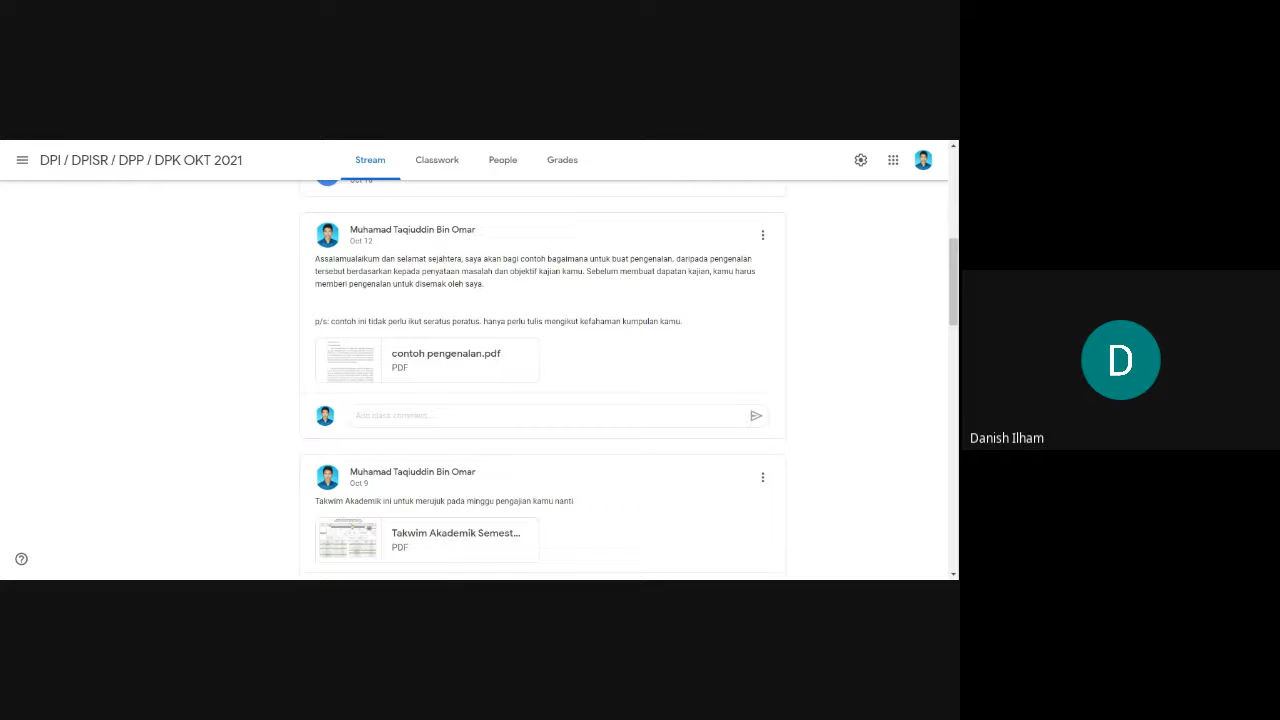 DPI / DPISR / DPP / DPK OKT 2021
Stream
Classwork
People
Grades
Muhamad Taqiuddin Bin Omar
Oct 12
Assalamualaikum dan selamat sejahtera, saya akan bagi contoh bagaimana untuk buat pengenalan. daripada pengenalan
tersebut berdasarkan kepada penyataan masalah dan objektif kajian kamu. Sebelum membuat dapatan kajian, kamu harus
memberi pengenalan untuk disemak oleh saya.
p/s: contoh ini tidak perlu ikut seratus peratus. hanya perlu tulis mengikut kefahaman kumpulan kamu.
contoh pengenalan.pdf
PDF
Add class comment...
Muhamad Taqiuddin Bin Omar
Oct 9
Takwim Akademik ini untuk merujuk pada minggu pengajian kamu nanti
Takwim Akademik Semest...
PDF
D
Danish Ilham